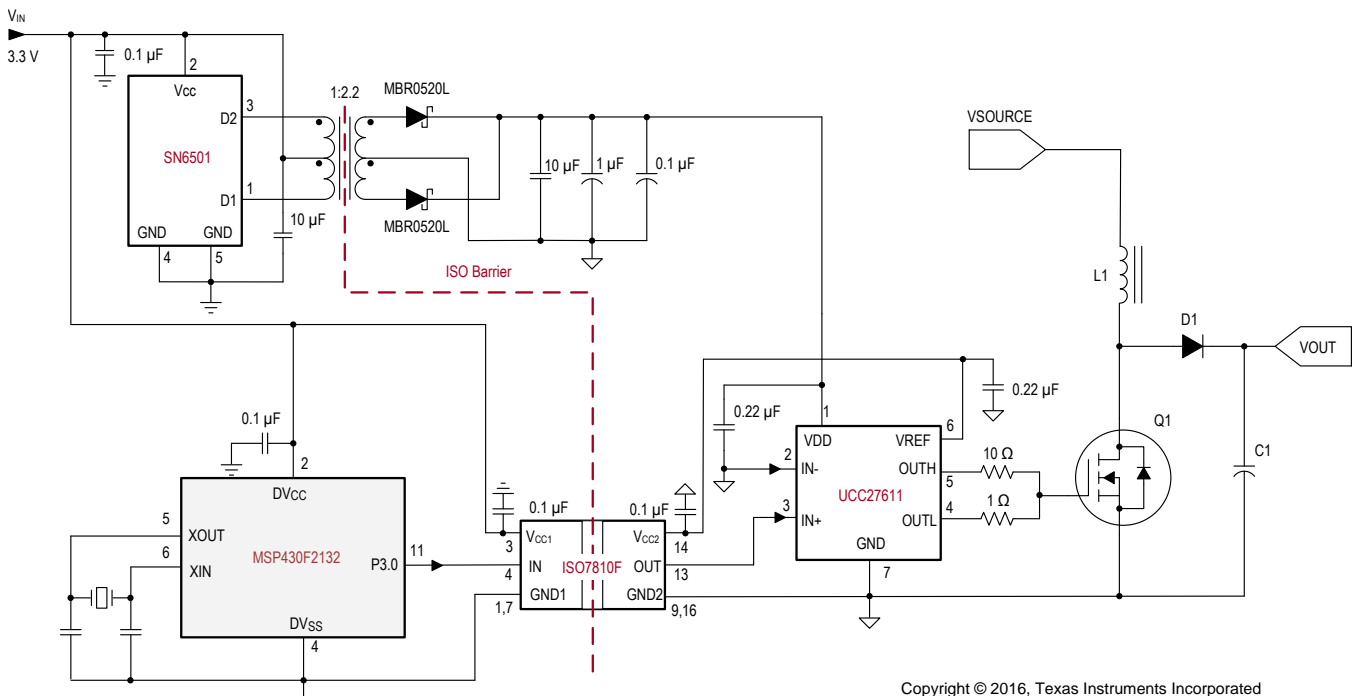 VIN
3.3 V
0.1 µF
2
Vcc
1:2.2
MBR0520L
D2
3
SN6501
D1
1
GND
GND
4
5
10 µF
MBR0520L
10 µF
1 µF
0.1 µF
ISO Barrier
VSOURCE
L1
D1
VOUT
0.1 µF
2
DVCC
5
XOUT
6
XIN
MSP430F2132
P3.0
11
DVSS
4
0.1 µF
0.1 µF
VCC1
3
VCC2
14
IN
4
ISO7810F
OUT
13
GND1
1,7
GND2
9,16
0.22 µF
0.22 µF
1
6
VDD
VREF
2
IN-
OUTH
5
10 Ω
UCC27611
3
IN+
OUTL
4
1 Ω
GND
7
Q1
C1
Copyright © 2016, Texas Instruments Incorporated